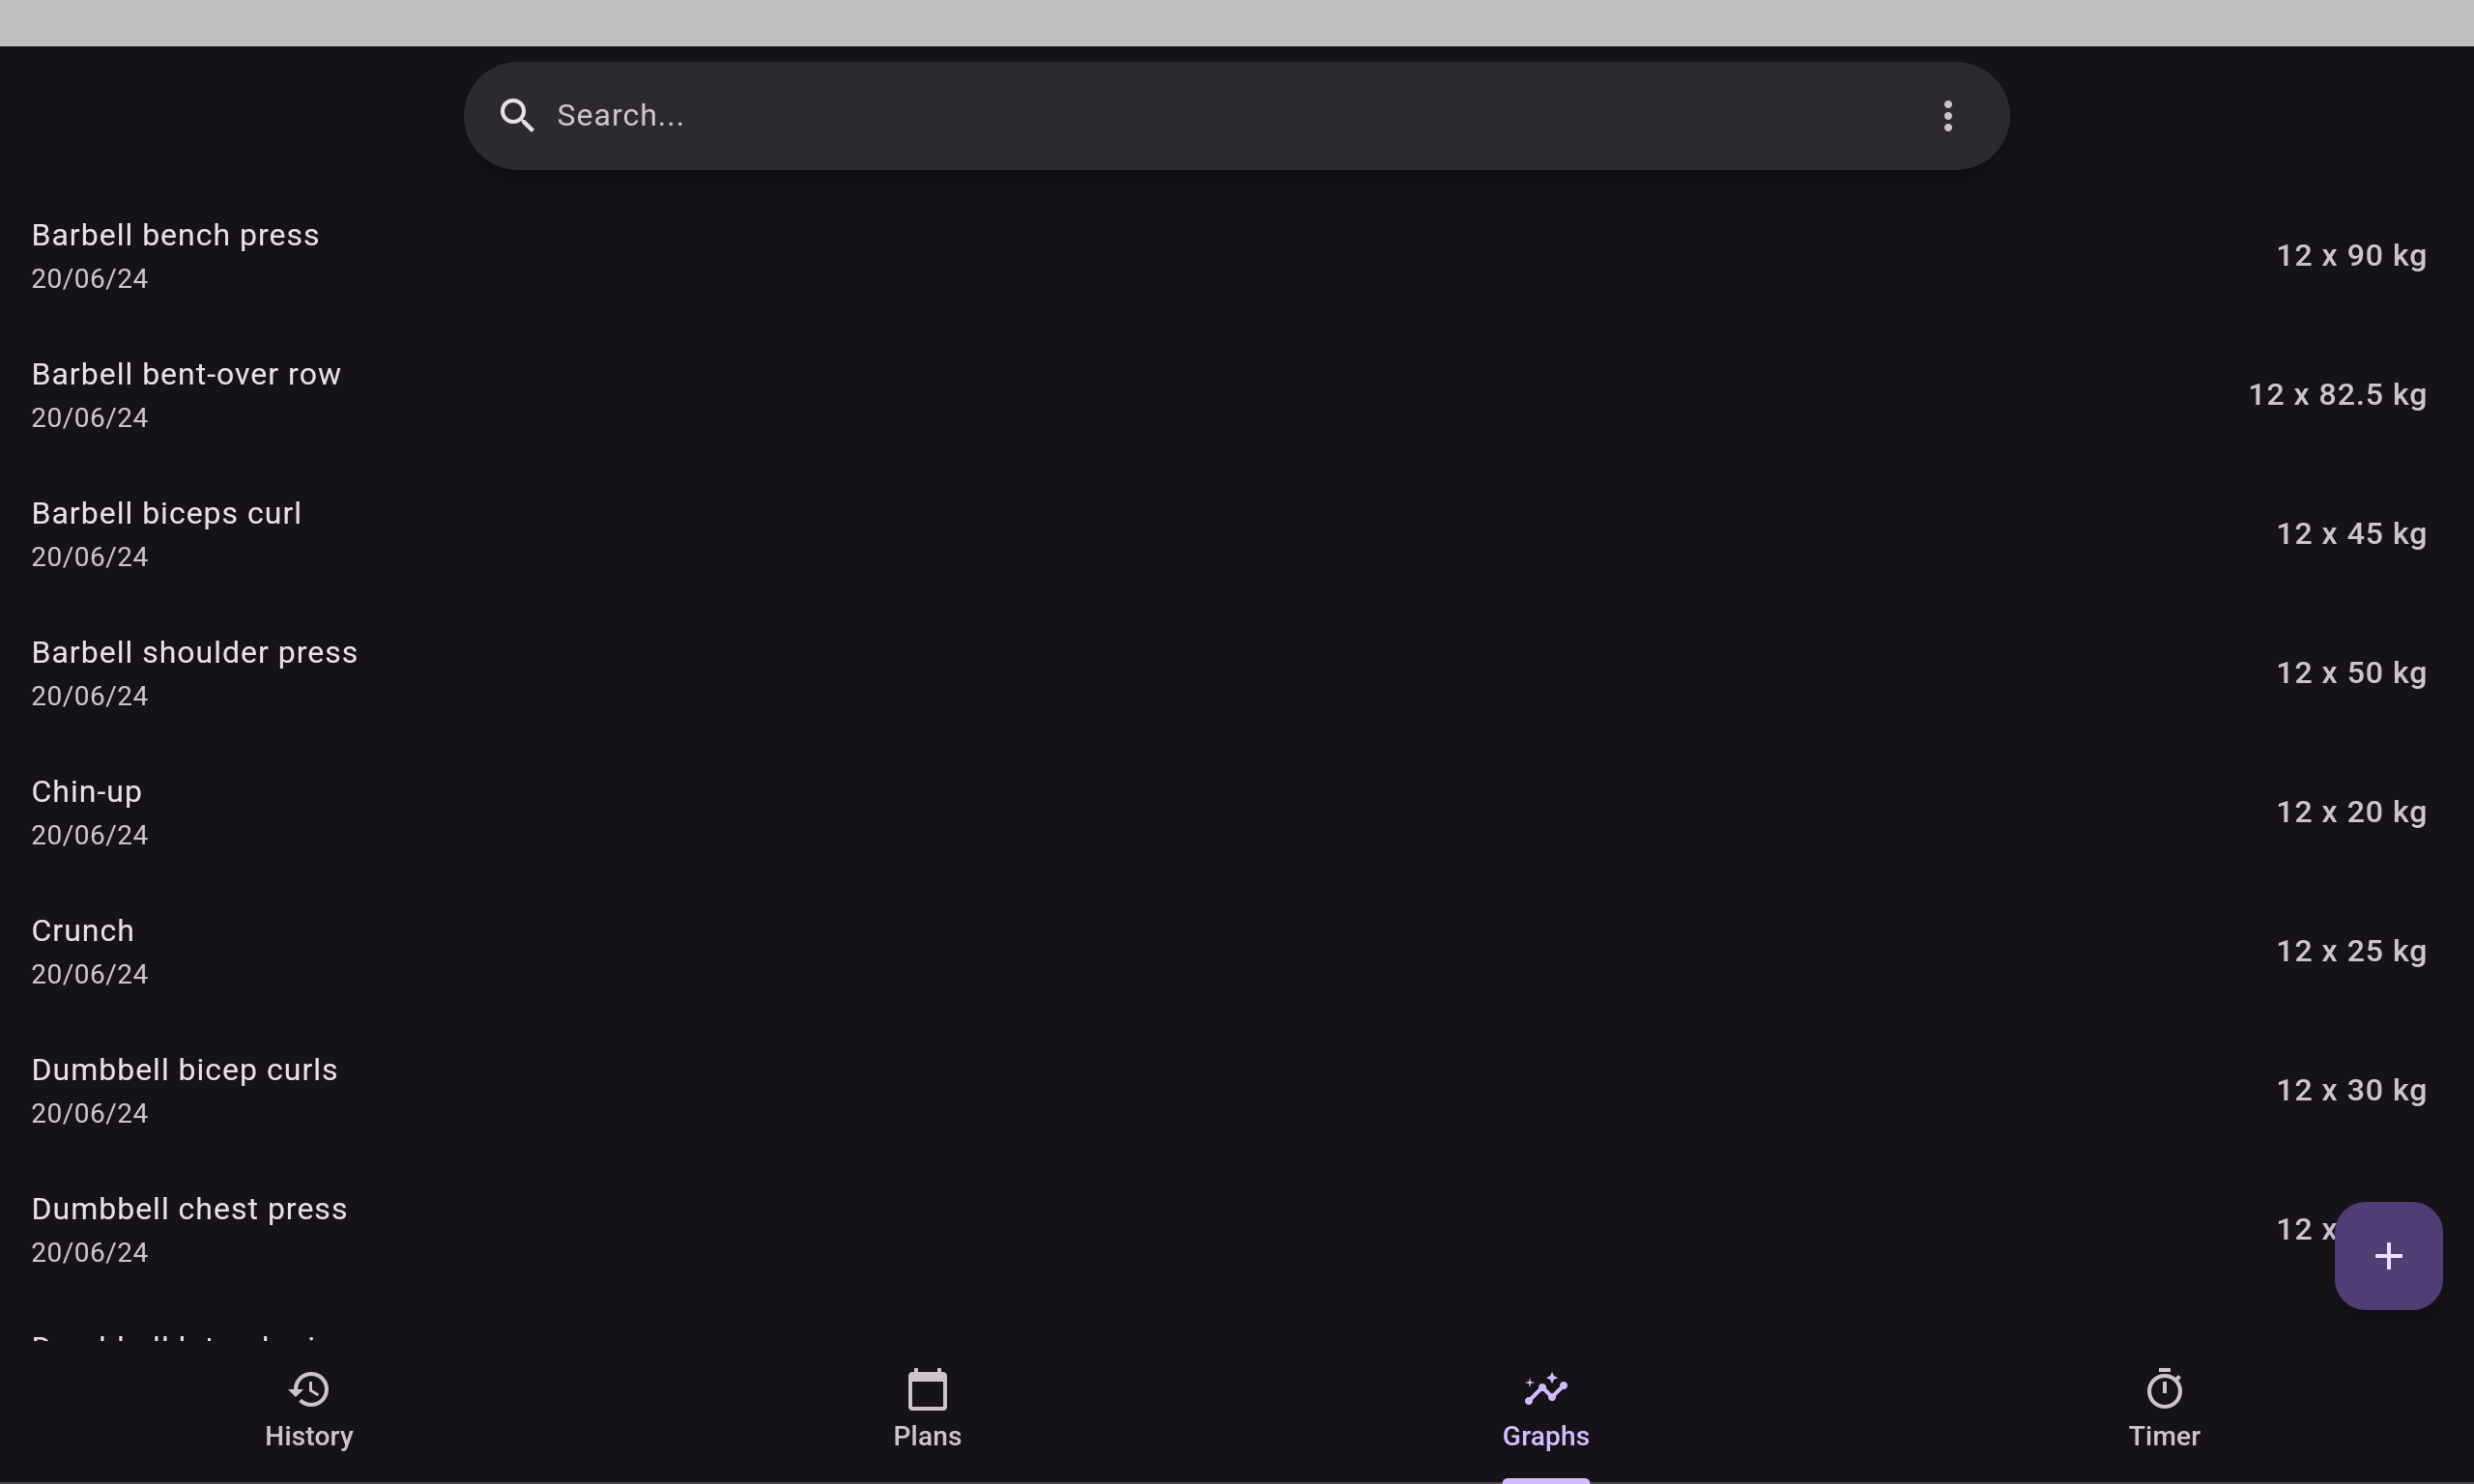 Search...
Barbell bench press
20/06/24
12 x 90 kg
Barbell bent-over row
20/06/24
12 x 82.5 kg
Barbell biceps curl
20/06/24
12 x 45 kg
Barbell shoulder press
20/06/24
12 x 50 kg
Chin-up
20/06/24
12 x 20 kg
Crunch
20/06/24
12 x 25 kg
Dumbbell bicep curls
20/06/24
12 x 30 kg
Dumbbell chest press
20/06/24
12 x
History
Plans
Graphs
Timer